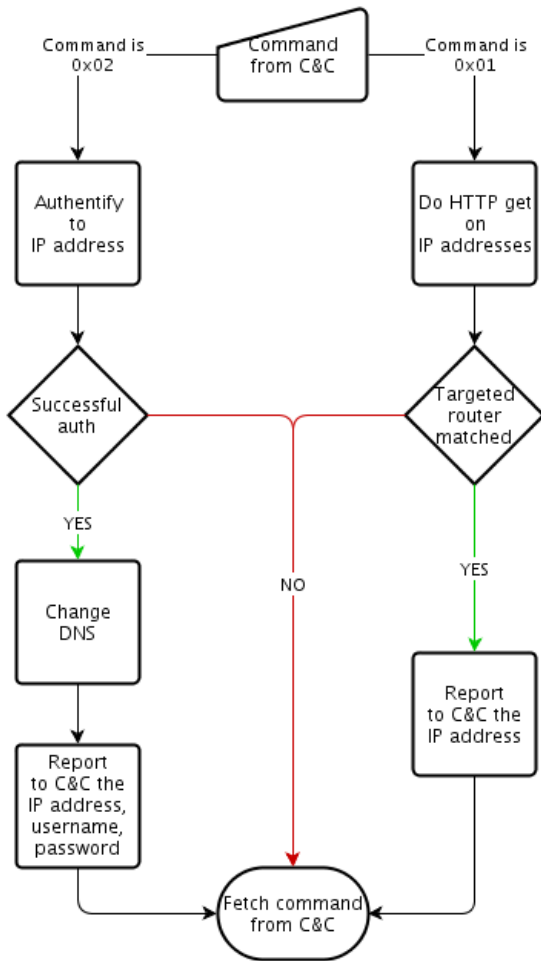 Command is
0x02
Command
from C&C
Command is
0x01
Authentify
to
IP address
Do HTTP get
on
IP addresses
Successful
auth
Targeted
router
matched
YES
NO
YES
Change
DNS
Report
to C&C the
IP address
Report
to C&C the
IP address,
username,
password
Fetch command
from C&C